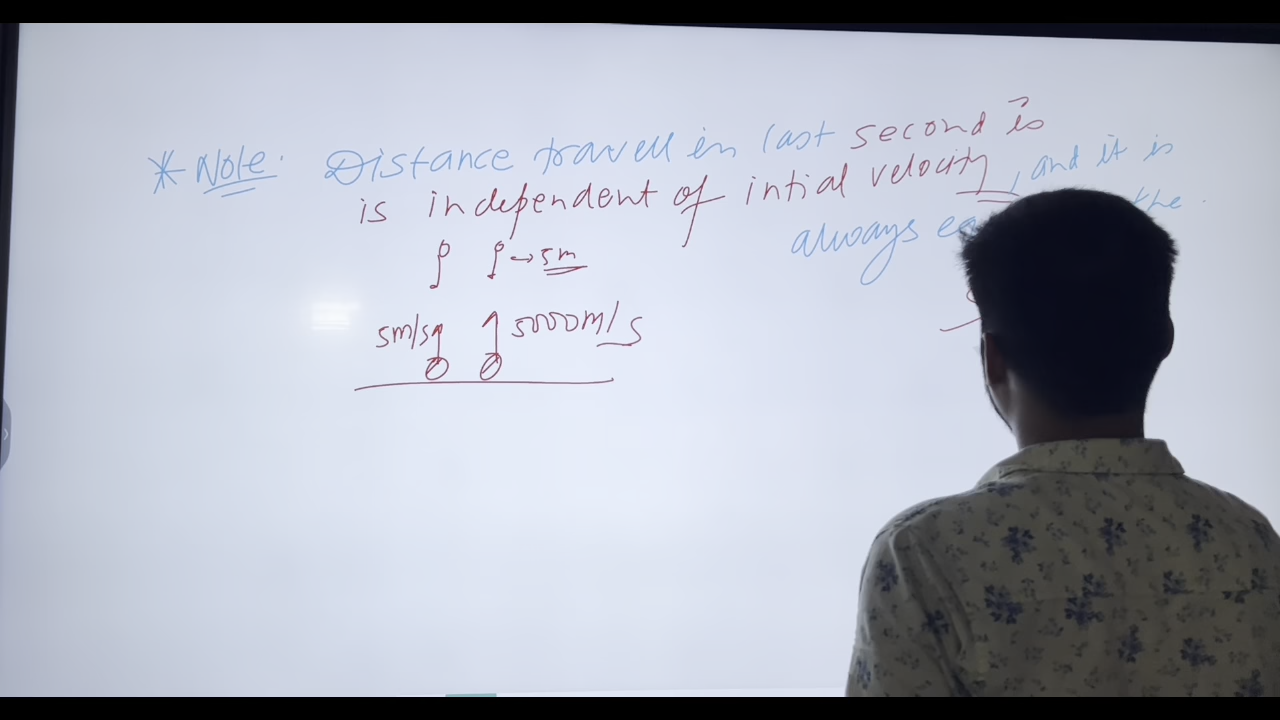 * Note: Distance travell in last second is
is independent of intial velocity, and it is
always the
→ 5m
5m/s 5000m/s